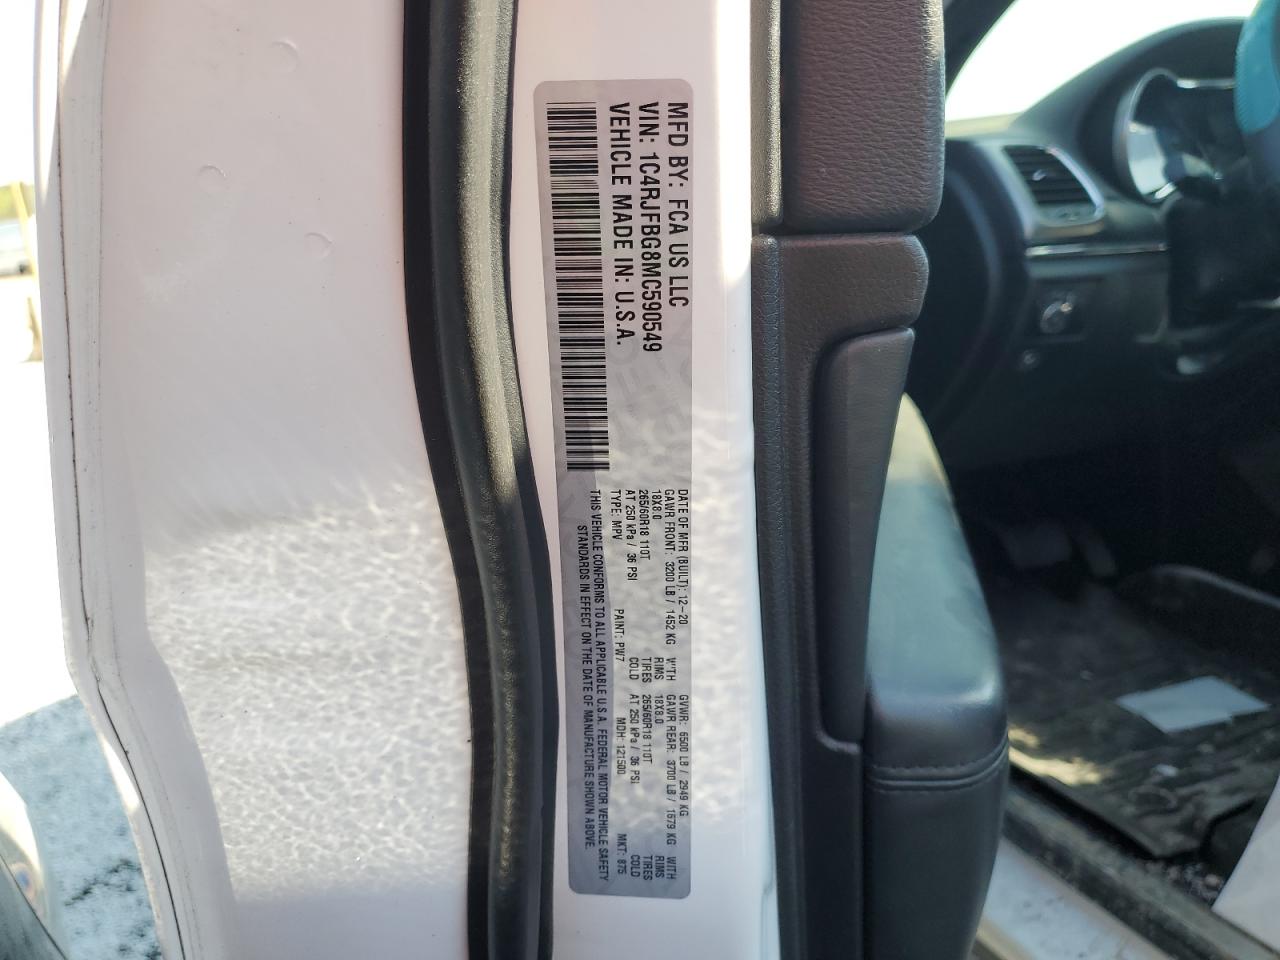 MFD BY: FCA US LLC
VIN: 1C4RJFBG8MC590549
VEHICLE MADE IN: U.S.A.
DATE OF MFR (BUILT): 12-20 GVWR: 6500 LB / 2949 KG
GAWR FRONT: 3200 LB / 1452 KG WITH GAWR REAR: 3700 LB / 1679 KG WITH
18X8.0 RIMS 18X8.0 RIMS
265/60R18 110T TIRES 265/60R18 110T TIRES
AT 250 kPa / 36 PSI COLD AT 250 kPa / 36 PSI COLD
TYPE: MPV PAINT: PW7 MDH: 121500 MKT: 875
THIS VEHICLE CONFORMS TO ALL APPLICABLE U.S.A. FEDERAL MOTOR VEHICLE SAFETY
STANDARDS IN EFFECT ON THE DATE OF MANUFACTURE SHOWN ABOVE.